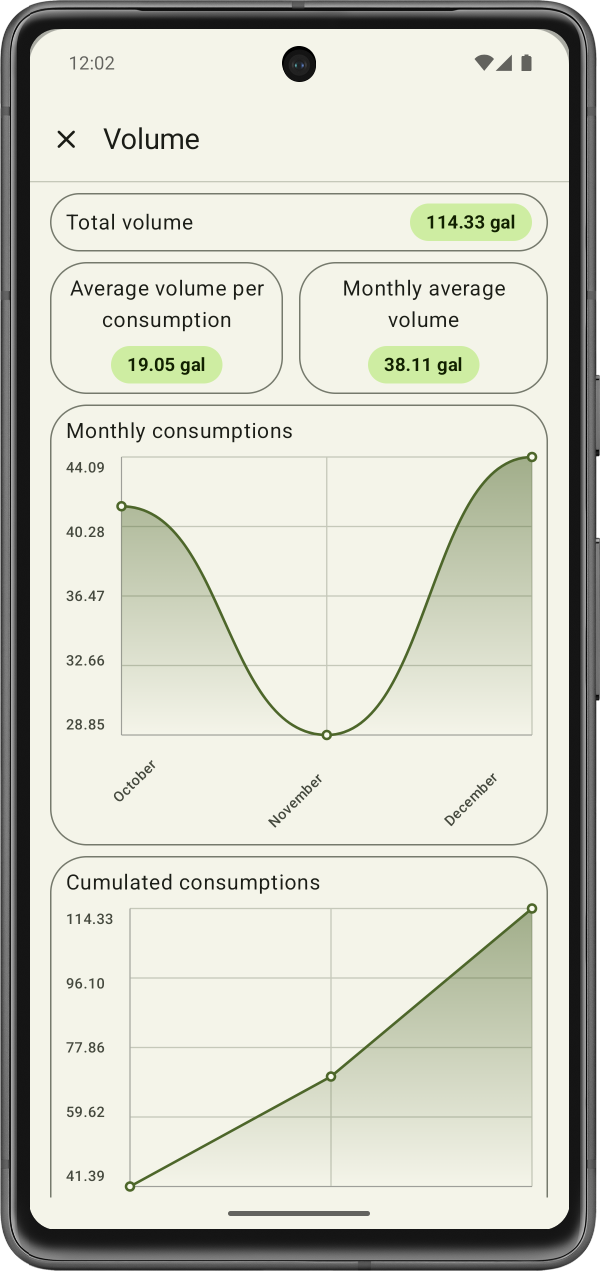 12:02
Volume
Total volume
114.33 gal
Average volume per
consumption
19.05 gal
Monthly average
volume
38.11 gal
Monthly consumptions
44.09
40.28
36.47
32.66
28.85
October
November
December
Cumulated consumptions
114.33
96.10
77.86
59.62
41.39